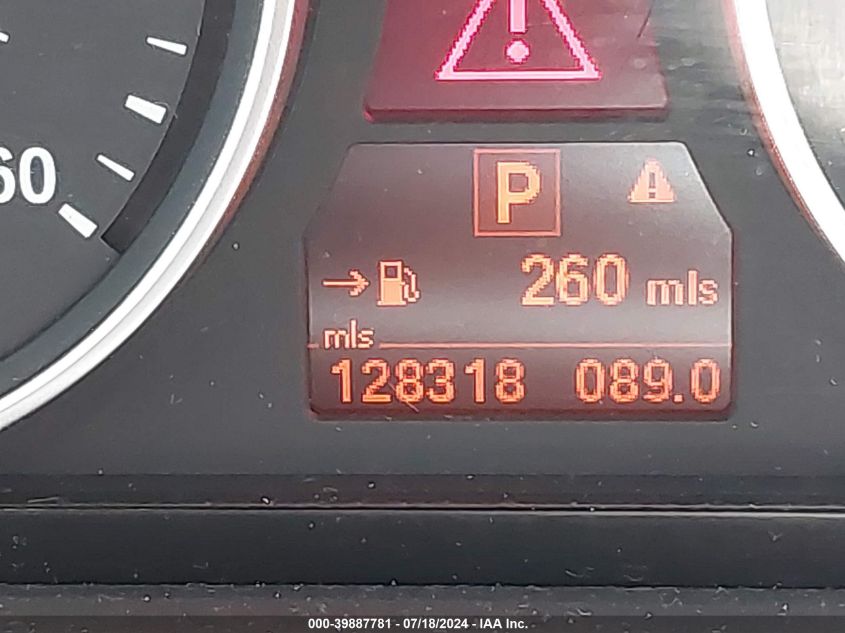 P
60
→ 260 mls
mls
128318 089.0
000-39887781 - 07/18/2024 - IAA Inc.